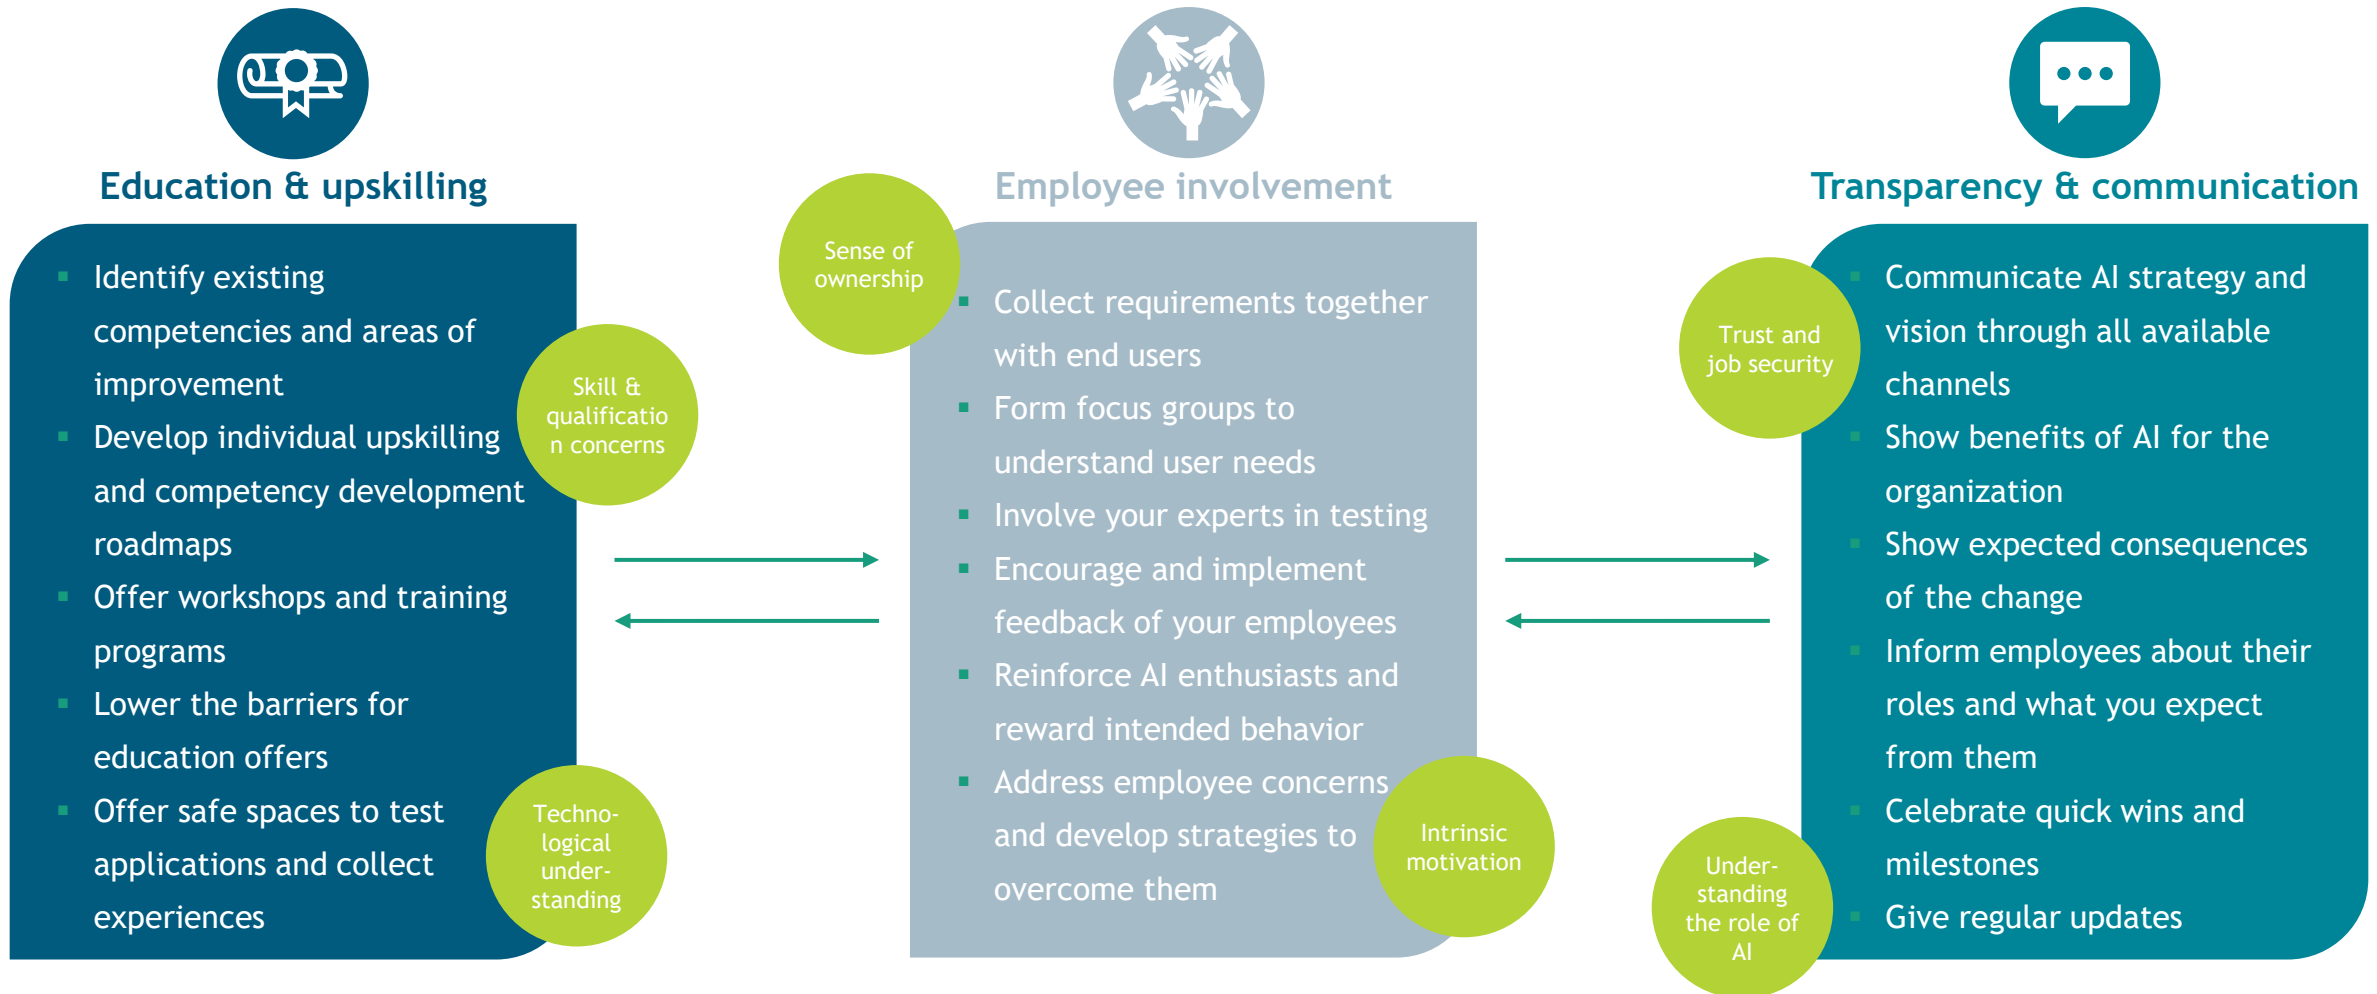 Education & upskilling
Identify existing
competencies and areas of
improvement
Develop individual upskilling
and competency development
roadmaps
Offer workshops and training
programs
Lower the barriers for
education offers
Offer safe spaces to test
applications and collect
experiences
Skill &
qualificatio
n concerns
Techno-
logical
under-
standing
Employee involvement
Sense of
ownership
Collect requirements together
with end users
Form focus groups to
understand user needs
Involve your experts in testing
Encourage and implement
feedback of your employees
Reinforce AI enthusiasts and
reward intended behavior
Address employee concerns
and develop strategies to
overcome them
Intrinsic
motivation
Transparency & communication
Trust and
job security
Communicate AI strategy and
vision through all available
channels
Show benefits of AI for the
organization
Show expected consequences
of the change
Inform employees about their
roles and what you expect
from them
Celebrate quick wins and
milestones
Give regular updates
Under-
standing
the role of
AI